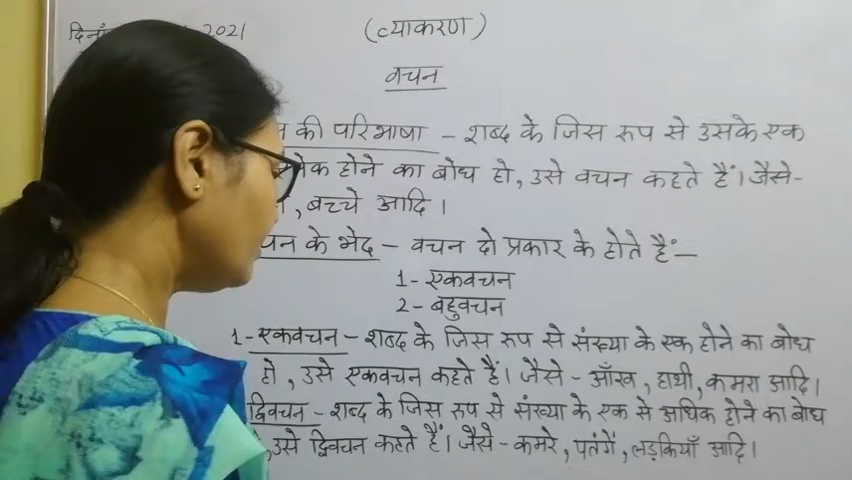 2021
(व्याकरण)
वचन
की परिभाषा - शब्द के जिस रूप से उसके एक
होने का बोध हो, उसे वचन कहते हैं। जैसे-
, बच्चे आदि।
के भेद - वचन दो प्रकार के होते हैं:-
1- एकवचन
2- बहुवचन
1- एकवचन - शब्द के जिस रूप से संख्या के एक होने का बोध
हो, उसे एकवचन कहते हैं। जैसे - आँख, हाथी, कमरा आदि।
द्विवचन - शब्द के जिस रूप से संख्या के एक से अधिक होने का बोध
, उसे द्विवचन कहते हैं। जैसे - कमरे, पतंगें, लड़कियाँ आदि।